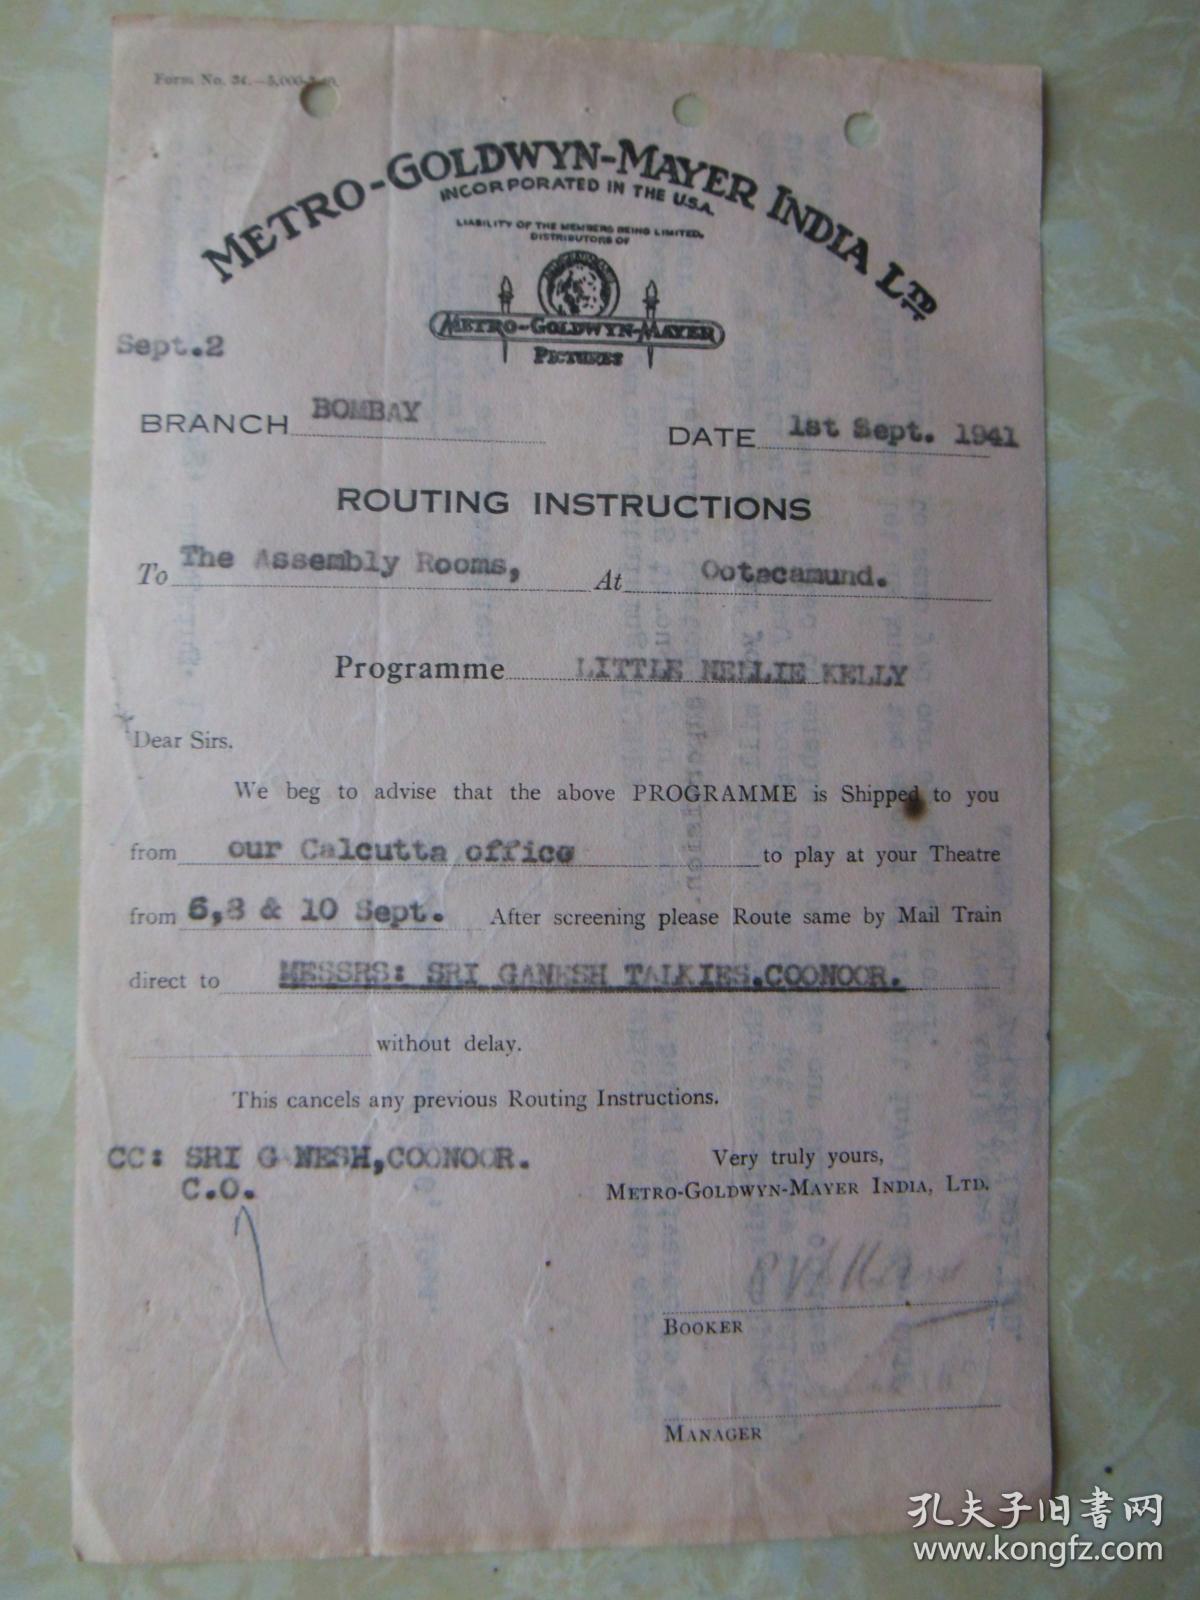 Form No. 34.—5,000-
METRO-GOLDWYN-MAYER INDIA LTD
INCORPORATED IN THE U.S.A.
LIABILITY OF THE MEMBERS BEING LIMITED.
DISTRIBUTORS OF
METRO-GOLDWYN-MAYER
PICTURES
Sept.2
BRANCH BOMBAY
DATE 1st Sept. 1941
ROUTING INSTRUCTIONS
To The Assembly Rooms, At Ootacamund.
Programme LITTLE NELLIE KELLY
Dear Sirs.
We beg to advise that the above PROGRAMME is Shipped to you
from our Calcutta office to play at your Theatre
from 6,8 & 10 Sept. After screening please Route same by Mail Train
direct to MESSRS: SRI GANESH TALKIES.COONOOR.
without delay.
This cancels any previous Routing Instructions.
CC: SRI GANESH,COONOOR.
C.O.
Very truly yours,
METRO-GOLDWYN-MAYER INDIA, LTD.
BOOKER
MANAGER
孔夫子旧书网
www.kongfz.com